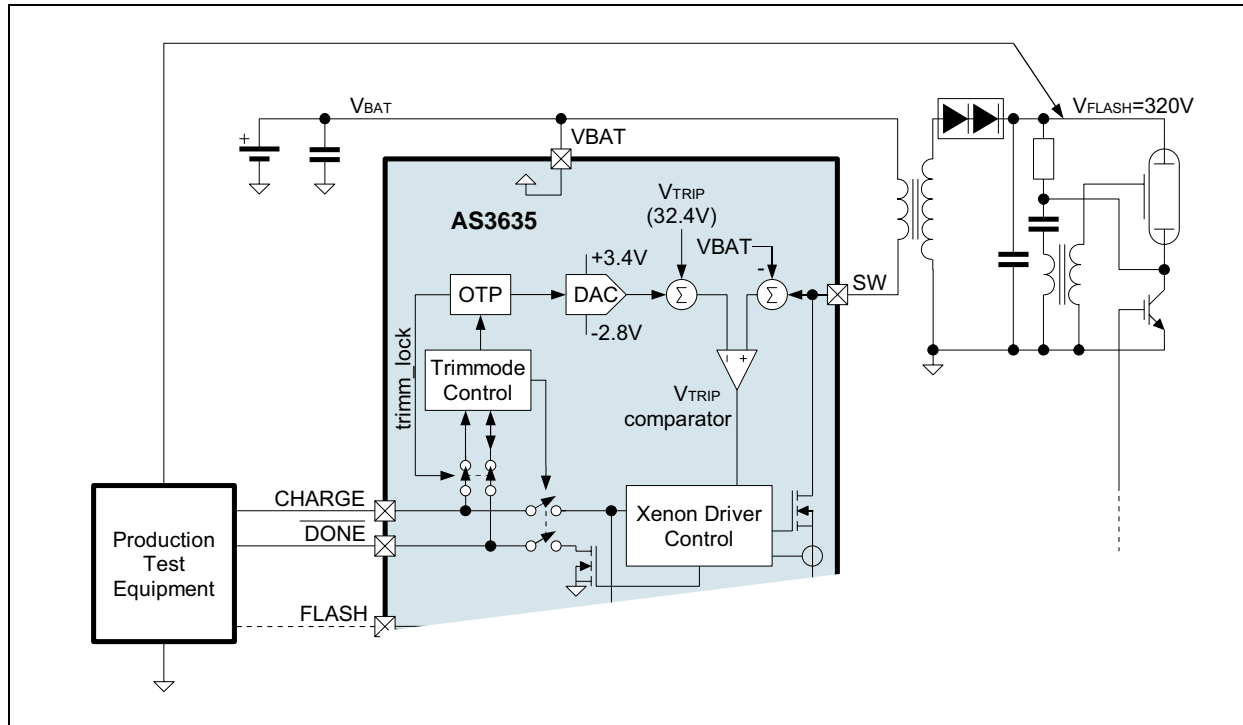 VBAT
VFLASH=320V
+
VBAT
AS3635
VTRIP
(32.4V)
VBAT
-
SW
+3.4V
OTP
DAC
Σ
Σ
-2.8V
trimm_lock
Trimmode
Control
– +
VTRIP
comparator
CHARGE
DONE
FLASH
Production
Test
Equipment
Xenon Driver
Control